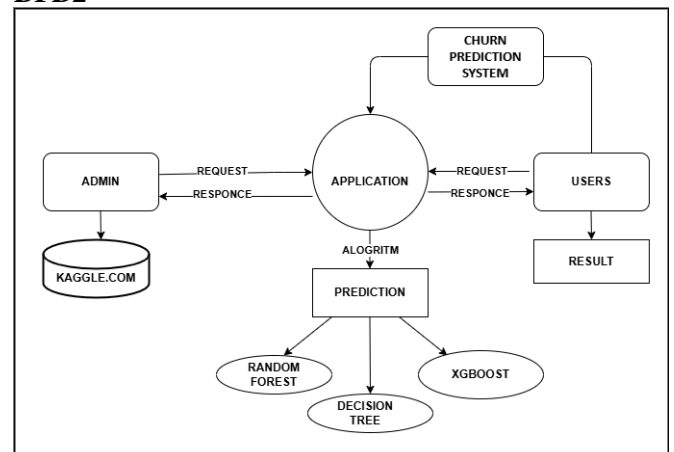 DFD2
CHURN
PREDICTION
SYSTEM
ADMIN
REQUEST
RESPONCE
APPLICATION
REQUEST
RESPONCE
USERS
KAGGLE.COM
ALOGRITM
RESULT
PREDICTION
RANDOM
FOREST
XGBOOST
DECISION
TREE